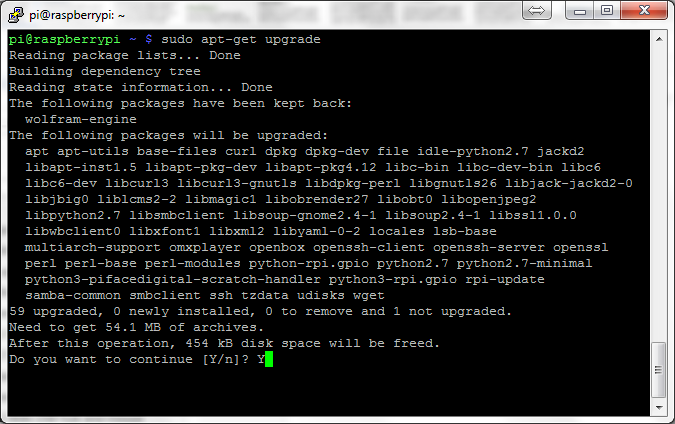 pi@raspberrypi: ~
pi@raspberrypi ~ $ sudo apt-get upgrade
Reading package lists... Done
Building dependency tree
Reading state information... Done
The following packages have been kept back:
wolfram-engine
The following packages will be upgraded:
apt apt-utils base-files curl dpkg dpkg-dev file idle-python2.7 jackd2
libapt-inst1.5 libapt-pkg-dev libapt-pkg4.12 libc-bin libc-dev-bin libc6
libc6-dev libcurl3 libcurl3-gnutls libdpkg-perl libgnutls26 libjack-jackd2-0
libjbig0 liblcms2-2 libmagic1 libobrender27 libobt0 libopenjpeg2
libpython2.7 libsmbclient libsoup-gnome2.4-1 libsoup2.4-1 libssl1.0.0
libwbclient0 libxfont1 libxml2 libyaml-0-2 locales lsb-base
multiarch-support omxplayer openbox openssh-client openssh-server openssl
perl perl-base perl-modules python-rpi.gpio python2.7 python2.7-minimal
python3-pifacedigital-scratch-handler python3-rpi.gpio rpi-update
samba-common smbclient ssh tzdata udisks wget
59 upgraded, 0 newly installed, 0 to remove and 1 not upgraded.
Need to get 54.1 MB of archives.
After this operation, 454 kB disk space will be freed.
Do you want to continue [Y/n]? Y